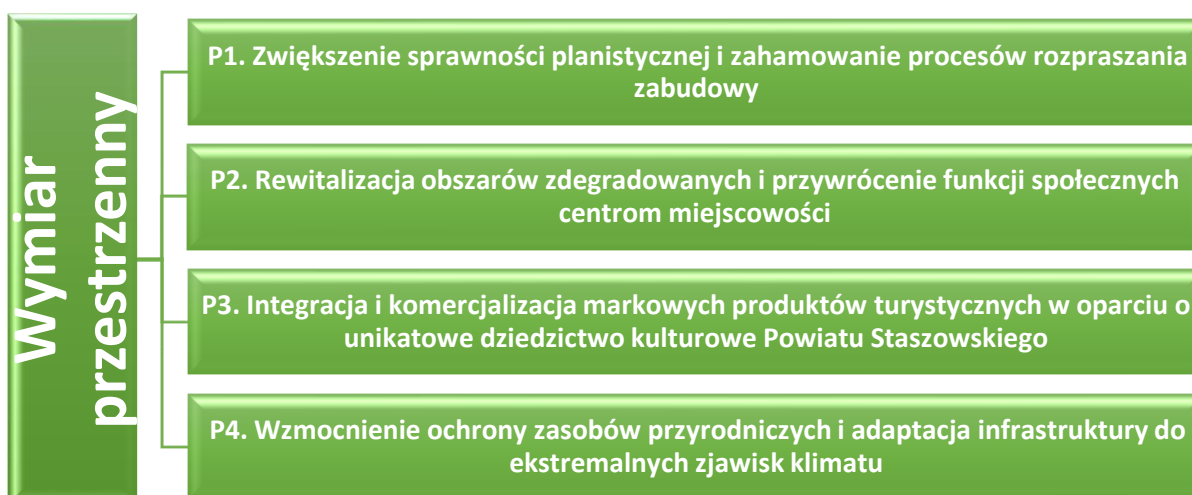 Wymiar
przestrzenny
P1. Zwiększenie sprawności planistycznej i zahamowanie procesów rozpraszania
zabudowy
P2. Rewitalizacja obszarów zdegradowanych i przywrócenie funkcji społecznych
centrom miejscowości
P3. Integracja i komercjalizacja markowych produktów turystycznych w oparciu o
unikatowe dziedzictwo kulturowe Powiatu Staszowskiego
P4. Wzmocnienie ochrony zasobów przyrodniczych i adaptacja infrastruktury do
ekstremalnych zjawisk klimatu